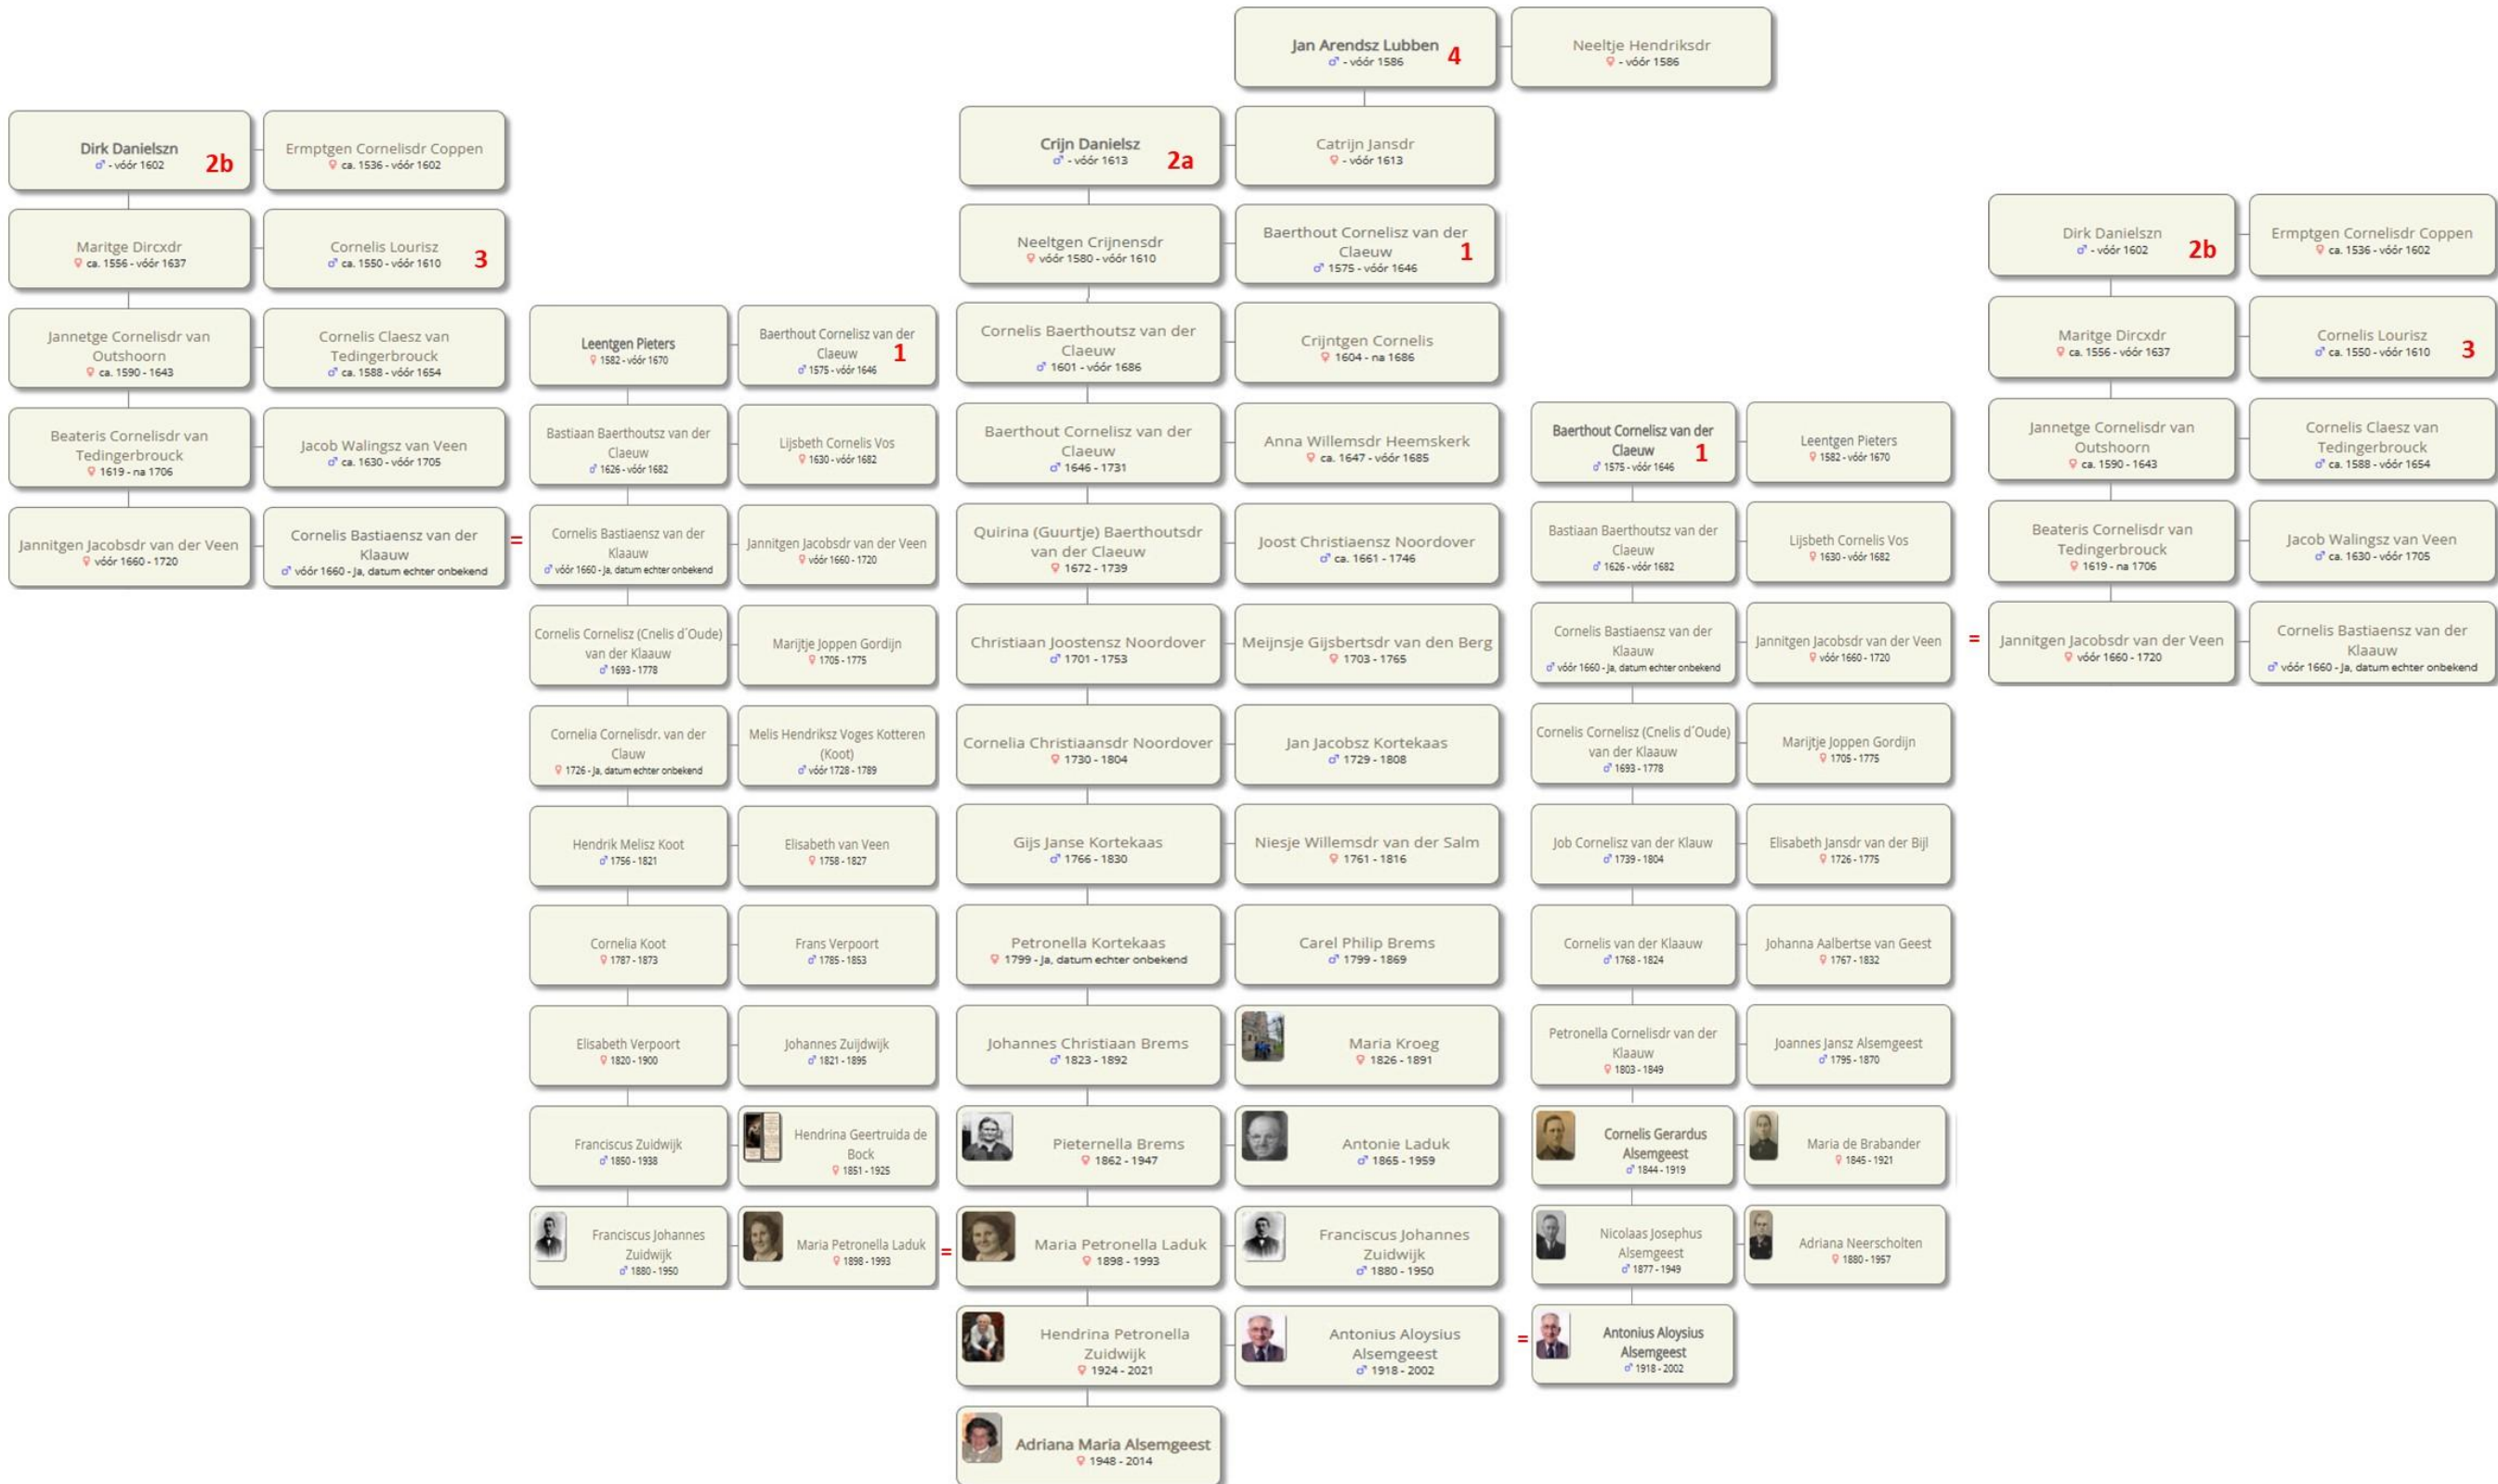 Jan Arendsz Lubben
♂ - vóór 1586
4
Neeltje Hendriksdr
♀ - vóór 1586
Dirk Danielszn
♂ - vóór 1602
2b
Ermptgen Cornelisdr Coppen
♀ ca. 1536 - vóór 1602
Maritge Dircxdr
♀ ca. 1556 - vóór 1637
Cornelis Lourisz
♂ ca. 1550 - vóór 1610
3
Jannetge Cornelisdr van
Outshoorn
♀ ca. 1590 - 1643
Cornelis Claesz van
Tedingerbrouck
♂ ca. 1588 - vóór 1654
Beateris Cornelisdr van
Tedingerbrouck
♀ 1619 - na 1706
Jacob Walingsz van Veen
♂ ca. 1630 - vóór 1705
Jannitgen Jacobsdr van der Veen
♀ vóór 1660 - 1720
Cornelis Bastiaensz van der
Klaauw
♂ vóór 1660 - Ja, datum echter onbekend
=
Leentgen Pieters
♀ 1582 - vóór 1670
Baerthout Cornelisz van der
Claeuw
♂ 1575 - vóór 1646
1
Bastiaan Baerthoutsz van der
Claeuw
♂ 1626 - vóór 1682
Lijsbeth Cornelis Vos
♀ 1630 - vóór 1682
Cornelis Bastiaensz van der
Klaauw
♂ vóór 1660 - Ja, datum echter onbekend
Jannitgen Jacobsdr van der Veen
♀ vóór 1660 - 1720
Cornelis Cornelisz (Cnelis d´Oude)
van der Klaauw
♂ 1693 - 1778
Marijtje Joppen Gordijn
♀ 1705 - 1775
Cornelia Cornelisdr. van der
Clauw
♀ 1726 - Ja, datum echter onbekend
Melis Hendriksz Voges Kotteren
(Koot)
♂ vóór 1728 - 1789
Hendrik Melisz Koot
♂ 1756 - 1821
Elisabeth van Veen
♀ 1758 - 1827
Cornelia Koot
♀ 1787 - 1873
Frans Verpoort
♂ 1785 - 1853
Elisabeth Verpoort
♀ 1820 - 1900
Johannes Zuijdwijk
♂ 1821 - 1895
Franciscus Zuidwijk
♂ 1850 - 1938
Hendrina Geertruida de
Bock
♀ 1851 - 1925
Franciscus Johannes
Zuidwijk
♂ 1880 - 1950
Maria Petronella Laduk
♀ 1898 - 1993
=
Crijn Danielsz
♂ - vóór 1613
2a
Catrijn Jansdr
♀ - vóór 1613
Neeltgen Crijnensdr
♀ vóór 1580 - vóór 1610
Baerthout Cornelisz van der
Claeuw
♂ 1575 - vóór 1646
1
Cornelis Baerthoutsz van der
Claeuw
♂ 1601 - vóór 1686
Crijntgen Cornelis
♀ 1604 - na 1686
Baerthout Cornelisz van der
Claeuw
♂ 1646 - 1731
Anna Willemsdr Heemskerk
♀ ca. 1647 - vóór 1685
Quirina (Guurtje) Baerthoutsdr
van der Claeuw
♀ 1672 - 1739
Joost Christiaensz Noordover
♂ ca. 1661 - 1746
Christiaan Joostensz Noordover
♂ 1701 - 1753
Meijnsje Gijsbertsdr van den Berg
♀ 1703 - 1765
Cornelia Christiaansdr Noordover
♀ 1730 - 1804
Jan Jacobsz Kortekaas
♂ 1729 - 1808
Gijs Janse Kortekaas
♂ 1766 - 1830
Niesje Willemsdr van der Salm
♀ 1761 - 1816
Petronella Kortekaas
♀ 1799 - Ja, datum echter onbekend
Carel Philip Brems
♂ 1799 - 1869
Johannes Christiaan Brems
♂ 1823 - 1892
Maria Kroeg
♀ 1826 - 1891
Pieternella Brems
♀ 1862 - 1947
Antonie Laduk
♂ 1865 - 1959
Maria Petronella Laduk
♀ 1898 - 1993
Franciscus Johannes
Zuidwijk
♂ 1880 - 1950
Hendrina Petronella
Zuidwijk
♀ 1924 - 2021
Antonius Aloysius
Alsemgeest
♂ 1918 - 2002
=
Adriana Maria Alsemgeest
♀ 1948 - 2014
Baerthout Cornelisz van der
Claeuw
♂ 1575 - vóór 1646
1
Leentgen Pieters
♀ 1582 - vóór 1670
Bastiaan Baerthoutsz van der
Claeuw
♂ 1626 - vóór 1682
Lijsbeth Cornelis Vos
♀ 1630 - vóór 1682
Cornelis Bastiaensz van der
Klaauw
♂ vóór 1660 - Ja, datum echter onbekend
Jannitgen Jacobsdr van der Veen
♀ vóór 1660 - 1720
=
Cornelis Cornelisz (Cnelis d´Oude)
van der Klaauw
♂ 1693 - 1778
Marijtje Joppen Gordijn
♀ 1705 - 1775
Job Cornelisz van der Klauw
♂ 1739 - 1804
Elisabeth Jansdr van der Bijl
♀ 1726 - 1775
Cornelis van der Klaauw
♂ 1768 - 1824
Johanna Aalbertse van Geest
♀ 1767 - 1832
Petronella Cornelisdr van der
Klaauw
♀ 1803 - 1849
Joannes Jansz Alsemgeest
♂ 1795 - 1870
Cornelis Gerardus
Alsemgeest
♂ 1844 - 1919
Maria de Brabander
♀ 1845 - 1921
Nicolaas Josephus
Alsemgeest
♂ 1877 - 1949
Adriana Neerscholten
♀ 1880 - 1957
Antonius Aloysius
Alsemgeest
♂ 1918 - 2002
Dirk Danielszn
♂ - vóór 1602
2b
Ermptgen Cornelisdr Coppen
♀ ca. 1536 - vóór 1602
Maritge Dircxdr
♀ ca. 1556 - vóór 1637
Cornelis Lourisz
♂ ca. 1550 - vóór 1610
3
Jannetge Cornelisdr van
Outshoorn
♀ ca. 1590 - 1643
Cornelis Claesz van
Tedingerbrouck
♂ ca. 1588 - vóór 1654
Beateris Cornelisdr van
Tedingerbrouck
♀ 1619 - na 1706
Jacob Walingsz van Veen
♂ ca. 1630 - vóór 1705
Jannitgen Jacobsdr van der Veen
♀ vóór 1660 - 1720
Cornelis Bastiaensz van der
Klaauw
♂ vóór 1660 - Ja, datum echter onbekend